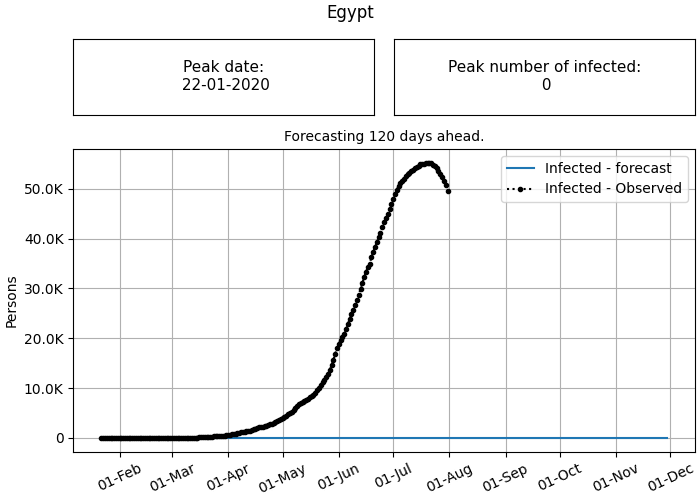 Egypt
Peak date:
22-01-2020
Peak number of infected:
0
Forecasting 120 days ahead.
Infected - forecast
Infected - Observed
Persons
50.0K
40.0K
30.0K
20.0K
10.0K
0
01-Feb
01-Mar
01-Apr
01-May
01-Jun
01-Jul
01-Aug
01-Sep
01-Oct
01-Nov
01-Dec